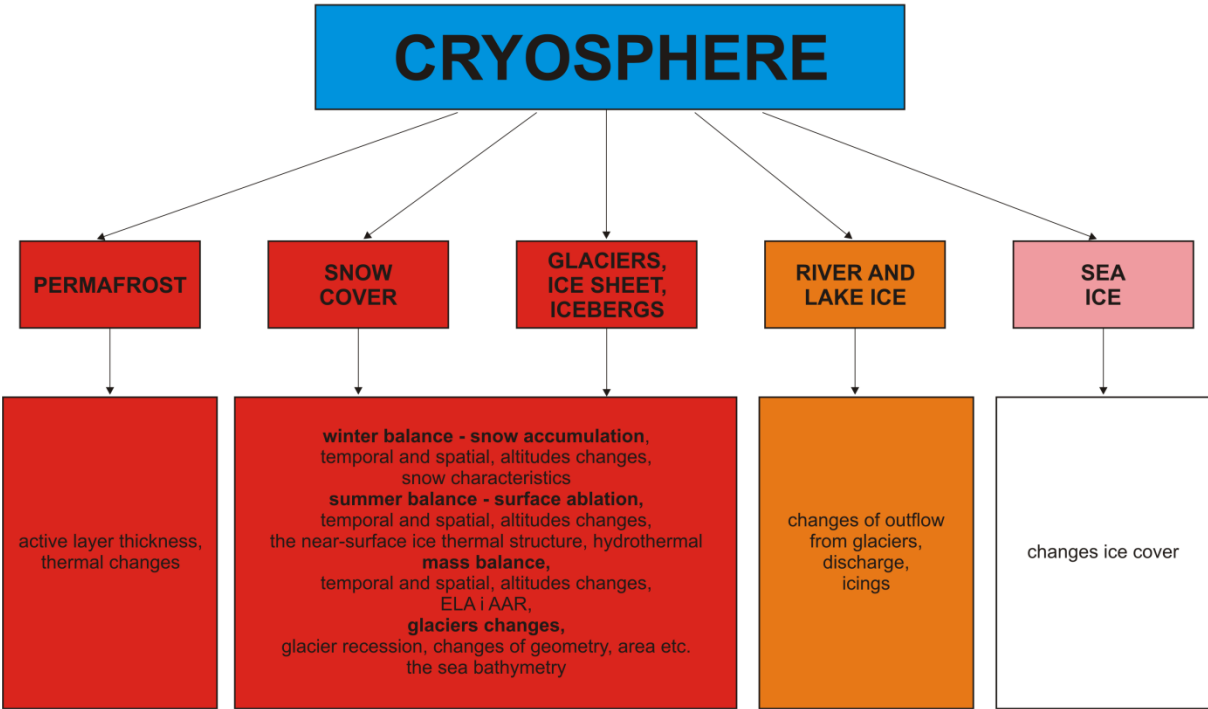 CRYOSPHERE
PERMAFROST
SNOW
COVER
GLACIERS,
ICE SHEET,
ICEBERGS
RIVER AND
LAKE ICE
SEA
ICE
active layer thickness,
thermal changes
winter balance - snow accumulation,
temporal and spatial, altitudes changes,
snow characteristics
summer balance - surface ablation,
temporal and spatial, altitudes changes,
the near-surface ice thermal structure, hydrothermal
mass balance,
temporal and spatial, altitudes changes,
ELA i AAR,
glaciers changes,
glacier recession, changes of geometry, area etc.
the sea bathymetry
changes of outflow
from glaciers,
discharge,
icings
changes ice cover